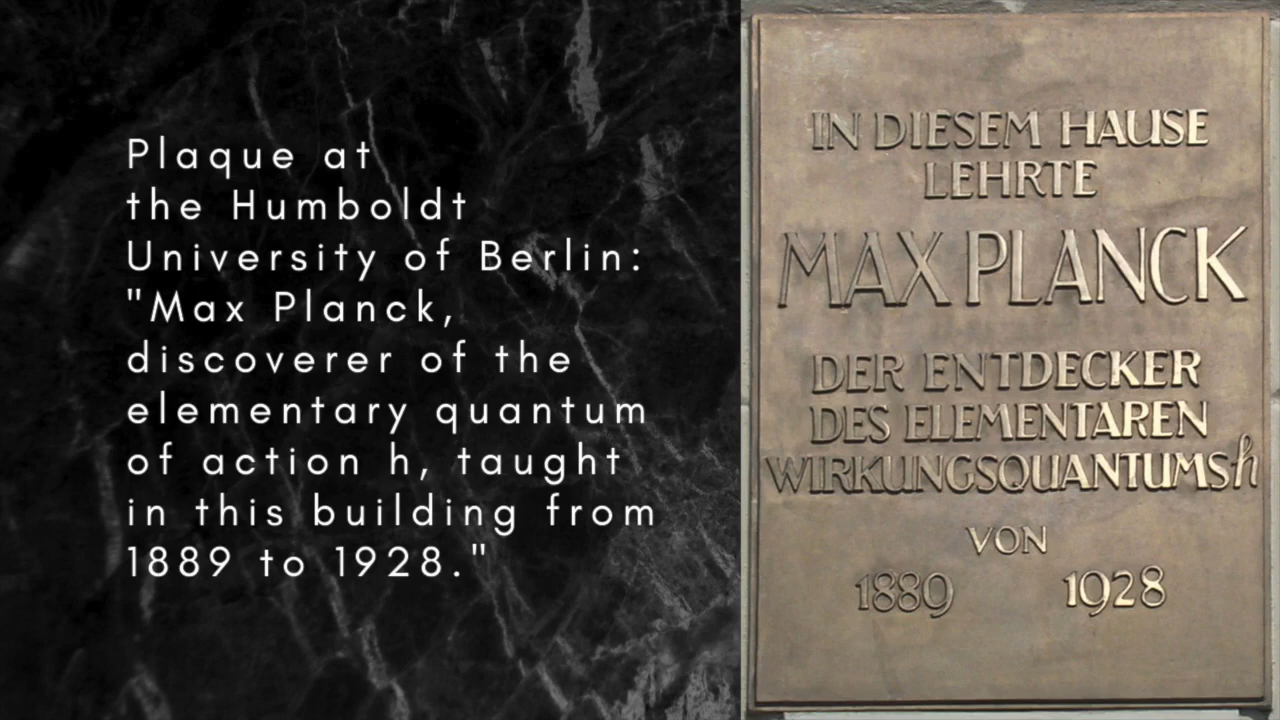 Plaque at
the Humboldt
University of Berlin:
"Max Planck,
discoverer of the
elementary quantum
of action h, taught
in this building from
1889 to 1928."
IN DIESEM HAUSE
LEHRTE
MAX PLANCK
DER ENTDECKER
DES ELEMENTAREN
WIRKUNGSQUANTUMS h
VON
1889 1928